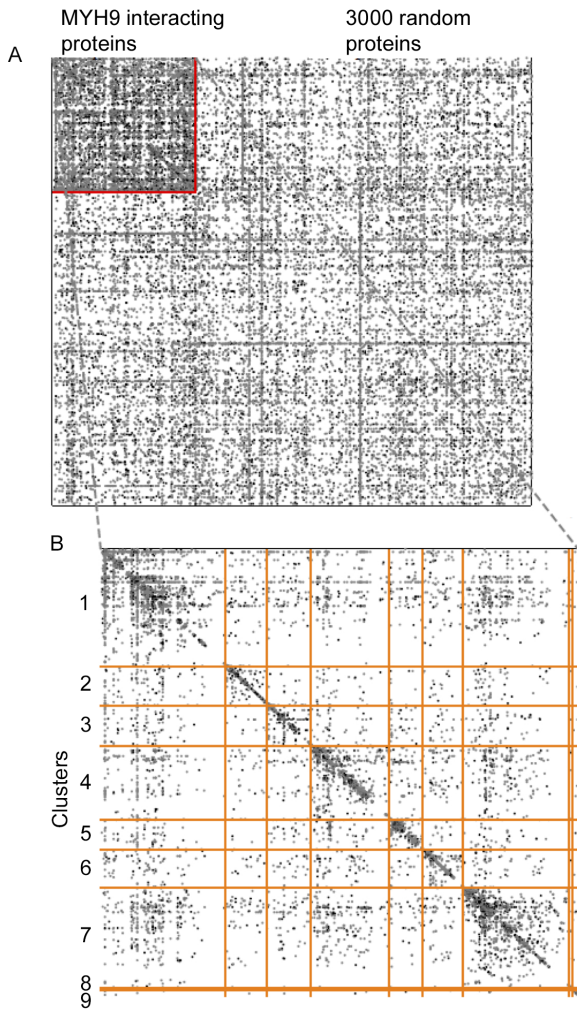 MYH9 interacting
proteins
3000 random
proteins
A
B
1
2
3
4
5
6
7
8
9
Clusters